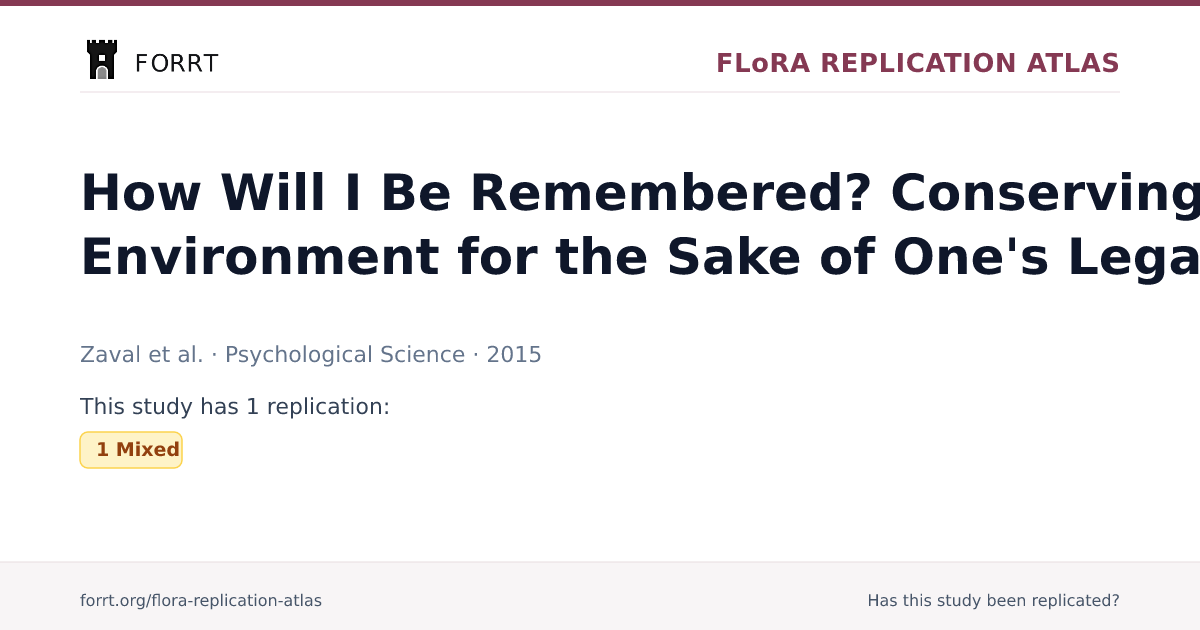 FORRT
FLoRA REPLICATION ATLAS
How Will I Be Remembered? Conserving
Environment for the Sake of One's Lega
Zaval et al. · Psychological Science · 2015
This study has 1 replication:
1 Mixed
forrt.org/flora-replication-atlas
Has this study been replicated?